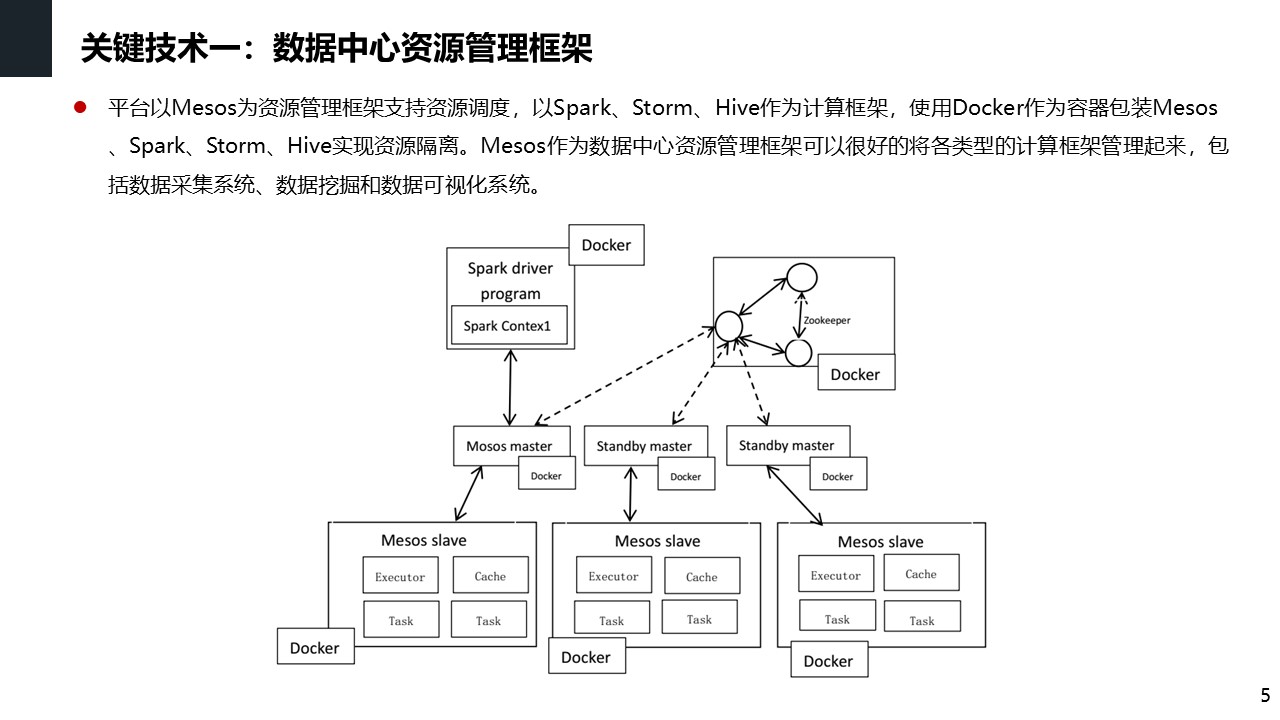 关键技术一：数据中心资源管理框架
平台以Mesos为资源管理框架支持资源调度，以Spark、Storm、Hive作为计算框架，使用Docker作为容器包装Mesos
、Spark、Storm、Hive实现资源隔离。Mesos作为数据中心资源管理框架可以很好的将各类型的计算框架管理起来，包
括数据采集系统、数据挖掘和数据可视化系统。
Docker
Spark driver
program
Spark Contex1
Zookeeper
Docker
Mosos master
Docker
Standby master
Docker
Standby master
Docker
Mesos slave
Executor
Cache
Task
Task
Docker
Mesos slave
Executor
Cache
Task
Task
Docker
Mesos slave
Executor
Cache
Task
Task
Docker
5